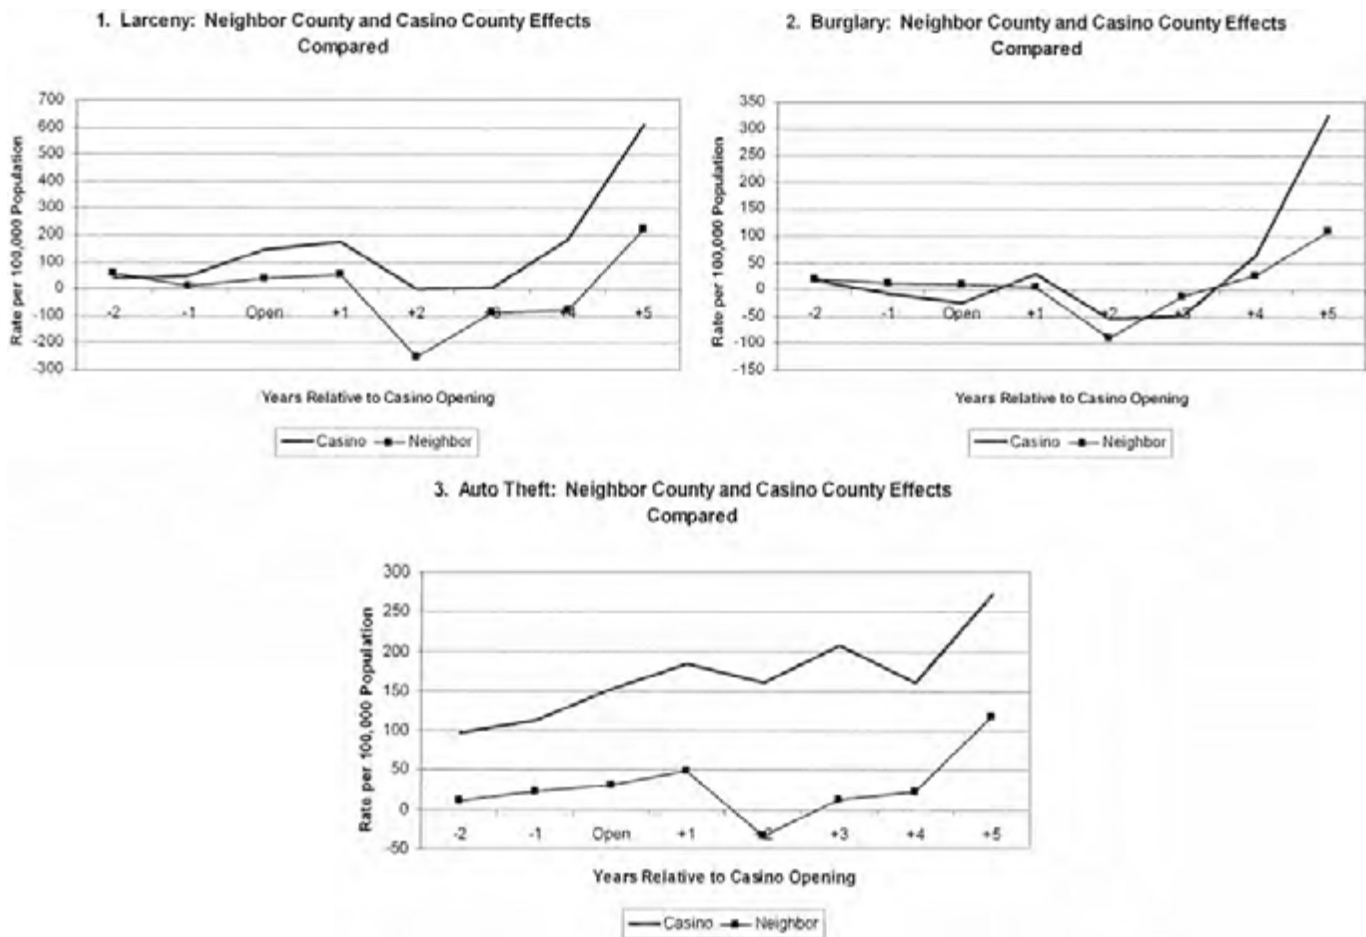 1. Larceny: Neighbor County and Casino County Effects
Compared
Rate per 100,000 Population
700
600
500
400
300
200
100
0
-100
-200
-300
-2
-1
Open
+1
+2
+3
+4
+5
Years Relative to Casino Opening
Casino
Neighbor
2. Burglary: Neighbor County and Casino County Effects
Compared
Rate per 100,000 Population
350
300
250
200
150
100
50
0
-50
-100
-150
-2
-1
Open
+1
+2
+3
+4
+5
Years Relative to Casino Opening
Casino
Neighbor
3. Auto Theft: Neighbor County and Casino County Effects
Compared
Rate per 100,000 Population
300
250
200
150
100
50
0
-50
-2
-1
Open
+1
+2
+3
+4
+5
Years Relative to Casino Opening
Casino
Neighbor